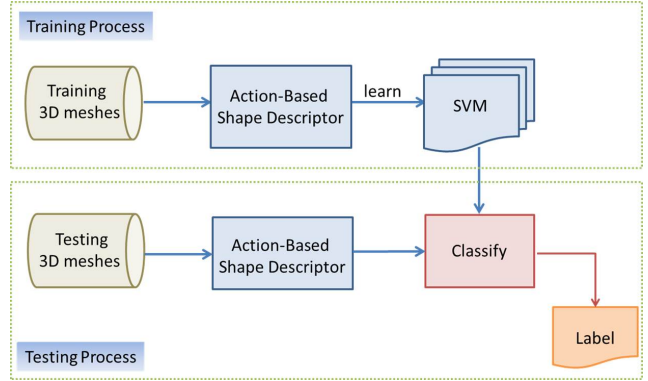 Training Process
Training
3D meshes
Action-Based
Shape Descriptor
learn
SVM
Testing
3D meshes
Action-Based
Shape Descriptor
Classify
Label
Testing Process